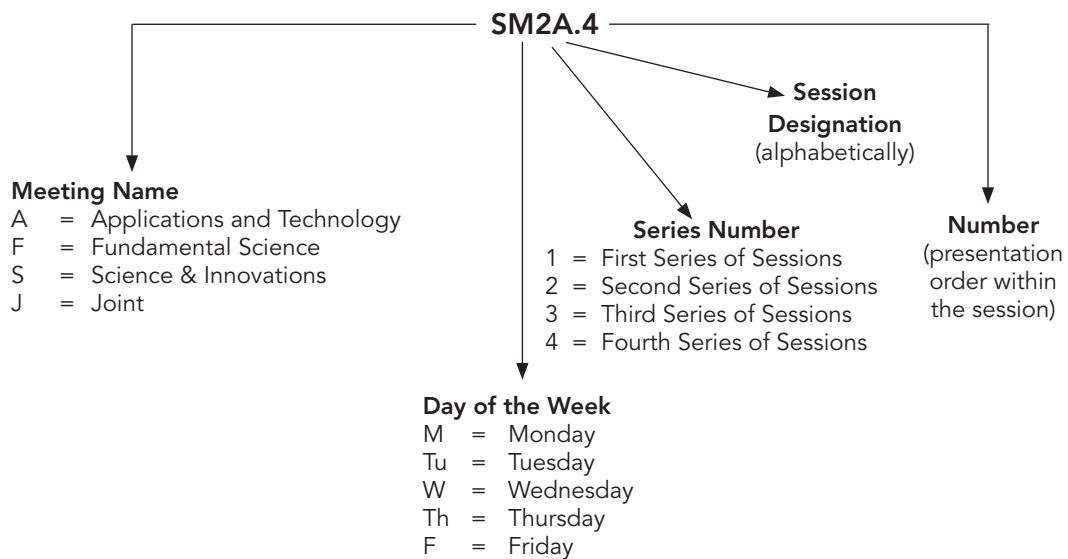 SM2A.4
Session
Designation
(alphabetically)
Meeting Name
A = Applications and Technology
F = Fundamental Science
S = Science & Innovations
J = Joint
Series Number
1 = First Series of Sessions
2 = Second Series of Sessions
3 = Third Series of Sessions
4 = Fourth Series of Sessions
Number
(presentation
order within
the session)
Day of the Week
M = Monday
Tu = Tuesday
W = Wednesday
Th = Thursday
F = Friday